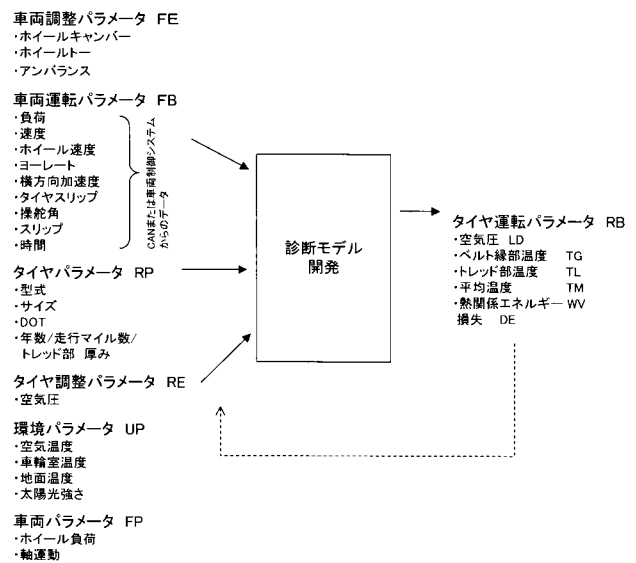 車両調整パラメータ FE
・ホイールキャンバー
・ホイールトー
・アンバランス
車両運転パラメータ FB
・負荷
・速度
・ホイール速度
・ヨーレート
・横方向加速度
・タイヤスリップ
・操舵角
・スリップ
・時間
CANまたは車両制御システム
からのデータ
タイヤパラメータ RP
・型式
・サイズ
・DOT
・年数/走行マイル数/
トレッド部 厚み
タイヤ調整パラメータ RE
・空気圧
環境パラメータ UP
・空気温度
・車輪室温度
・地面温度
・太陽光強さ
車両パラメータ FP
・ホイール負荷
・軸運動
診断モデル
開発
タイヤ運転パラメータ RB
・空気圧 LD
・ベルト縁部温度 TG
・トレッド部温度 TL
・平均温度 TM
・熱関係エネルギー WV
損失 DE